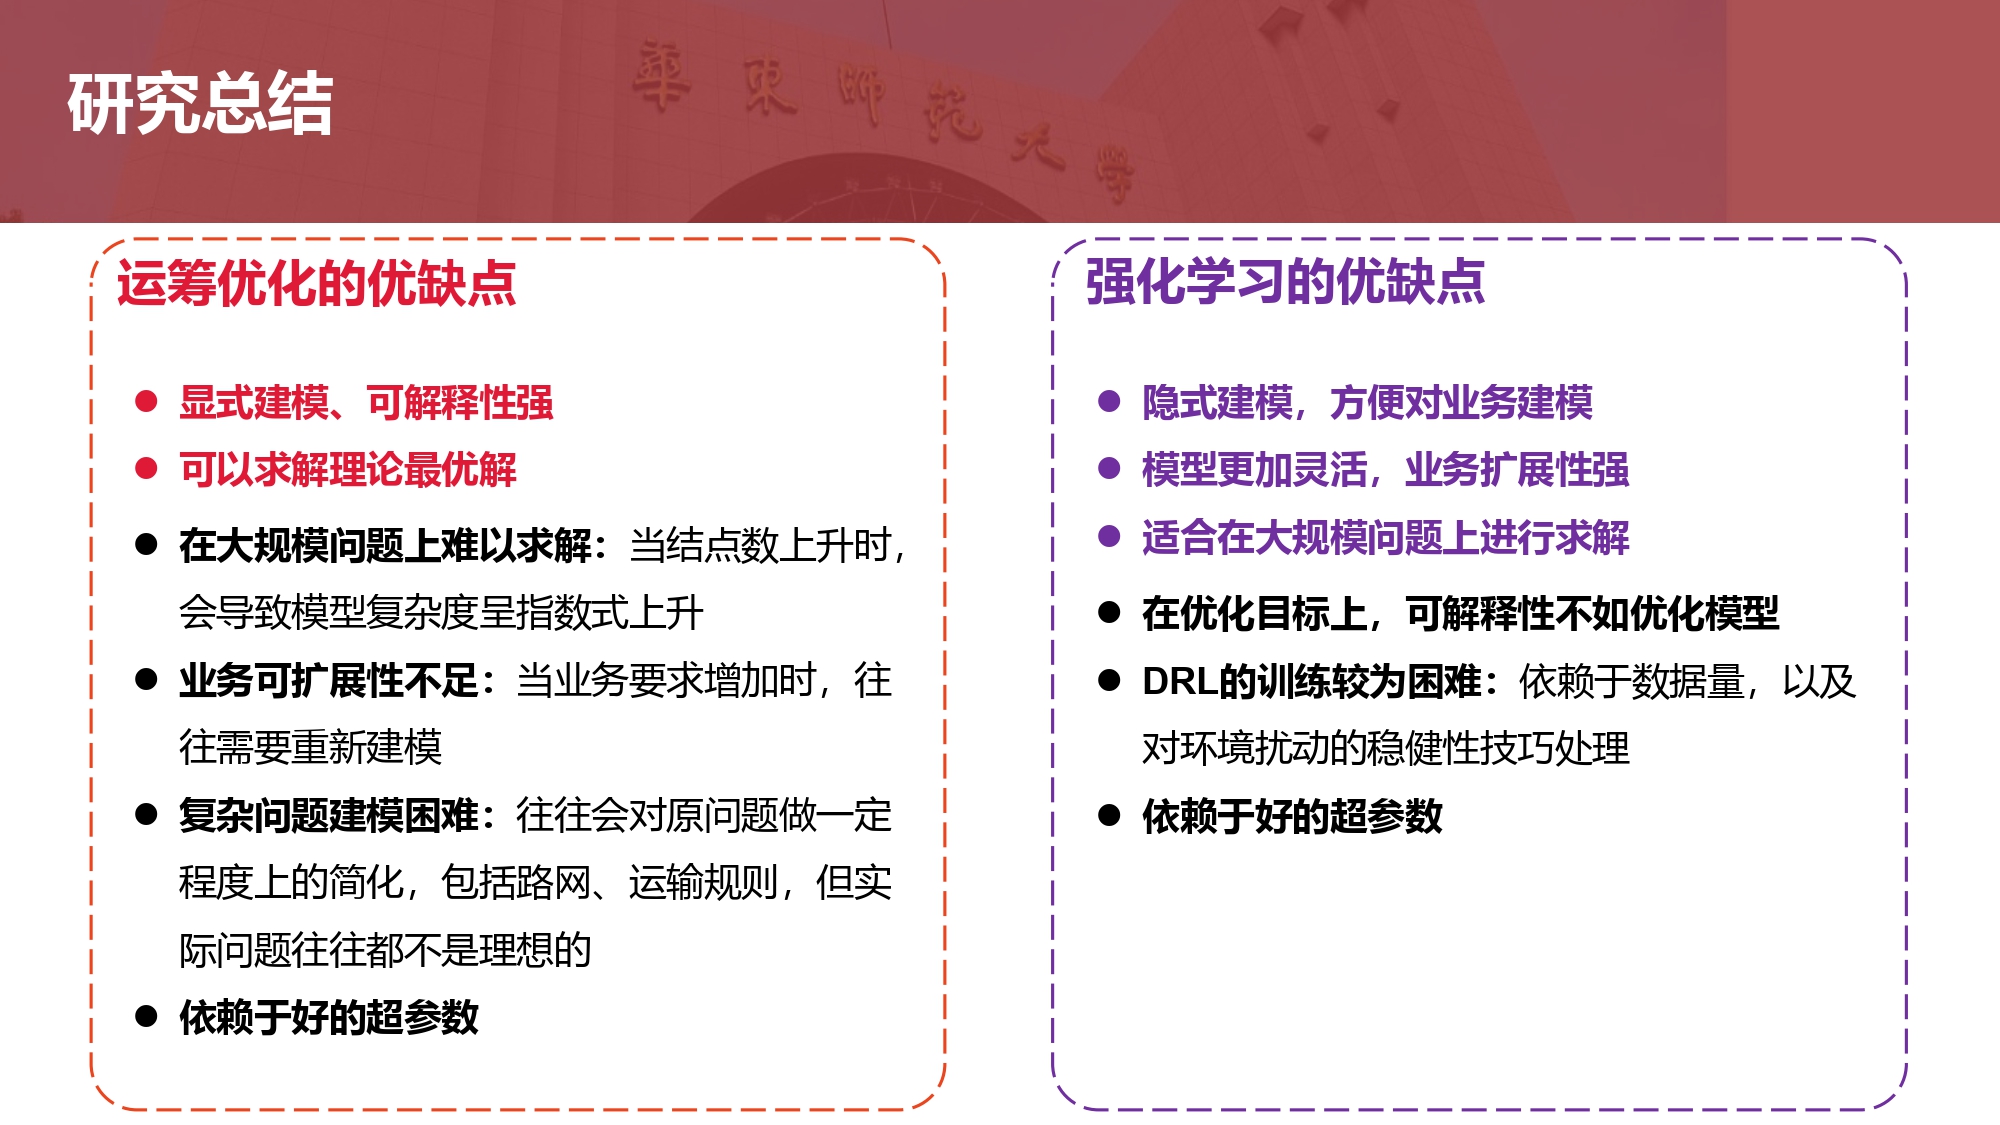 研究总结
華東師範大學
运筹优化的优缺点
● 显式建模、可解释性强
● 可以求解理论最优解
● 在大规模问题上难以求解：当结点数上升时，
会导致模型复杂度呈指数式上升
● 业务可扩展性不足：当业务要求增加时，往
往需要重新建模
● 复杂问题建模困难：往往会对原问题做一定
程度上的简化，包括路网、运输规则，但实
际问题往往都不是理想的
● 依赖于好的超参数
强化学习的优缺点
● 隐式建模，方便对业务建模
● 模型更加灵活，业务扩展性强
● 适合在大规模问题上进行求解
● 在优化目标上，可解释性不如优化模型
● DRL的训练较为困难：依赖于数据量，以及
对环境扰动的稳健性技巧处理
● 依赖于好的超参数